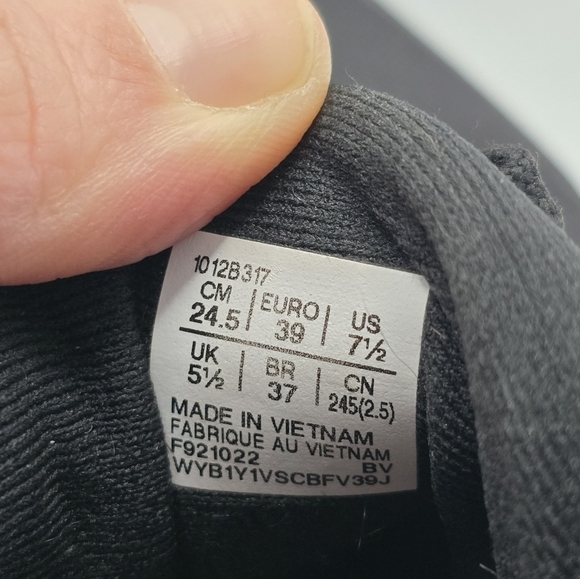 1012B317
CM | EURO | US
24.5 | 39 | 7½
UK | BR | CN
5½ | 37 | 245(2.5)
MADE IN VIETNAM
FABRIQUE AU VIETNAM
F921022 BV
WYB1Y1VSCBFV39J